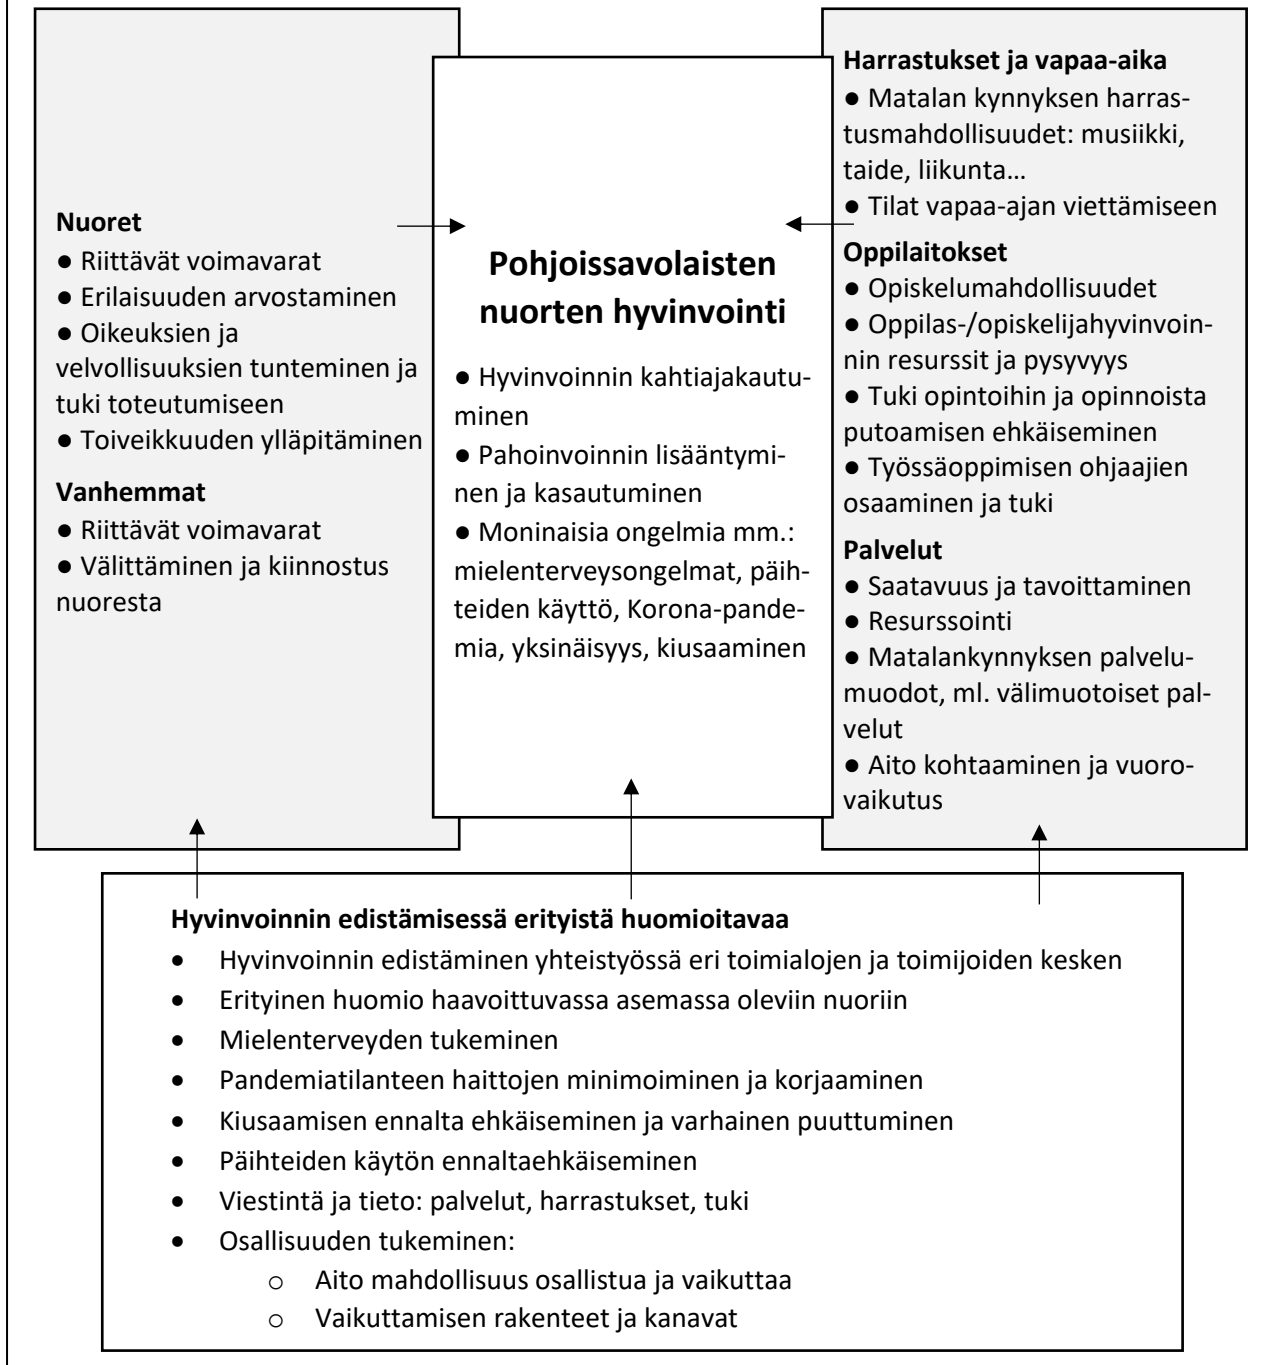 Nuoret
● Riittävät voimavarat
● Erilaisuuden arvostaminen
● Oikeuksien ja
velvollisuuksien tunteminen ja
tuki toteutumiseen
● Toiveikkuuden ylläpitäminen
Vanhemmat
● Riittävät voimavarat
● Välittäminen ja kiinnostus
nuoresta
Pohjoissavolaisten
nuorten hyvinvointi
● Hyvinvoinnin kahtiajakautu-
minen
● Pahoinvoinnin lisääntymi-
nen ja kasautuminen
● Moninaisia ongelmia mm.:
mielenterveysongelmat, päih-
teiden käyttö, Korona-pande-
mia, yksinäisyys, kiusaaminen
Harrastukset ja vapaa-aika
● Matalan kynnyksen harras-
tusmahdollisuudet: musiikki,
taide, liikunta…
● Tilat vapaa-ajan viettämiseen
Oppilaitokset
● Opiskelumahdollisuudet
● Oppilas-/opiskelijahyvinvoin-
nin resurssit ja pysyvyys
● Tuki opintoihin ja opinnoista
putoamisen ehkäiseminen
● Työssäoppimisen ohjaajien
osaaminen ja tuki
Palvelut
● Saatavuus ja tavoittaminen
● Resurssointi
● Matalankynnyksen palvelu-
muodot, ml. välimuotoiset pal-
velut
● Aito kohtaaminen ja vuoro-
vaikutus
Hyvinvoinnin edistämisessä erityistä huomioitavaa
• Hyvinvoinnin edistäminen yhteistyössä eri toimialojen ja toimijoiden kesken
• Erityinen huomio haavoittuvassa asemassa oleviin nuoriin
• Mielenterveyden tukeminen
• Pandemiatilanteen haittojen minimoiminen ja korjaaminen
• Kiusaamisen ennalta ehkäiseminen ja varhainen puuttuminen
• Päihteiden käytön ennaltaehkäiseminen
• Viestintä ja tieto: palvelut, harrastukset, tuki
• Osallisuuden tukeminen:
o Aito mahdollisuus osallistua ja vaikuttaa
o Vaikuttamisen rakenteet ja kanavat